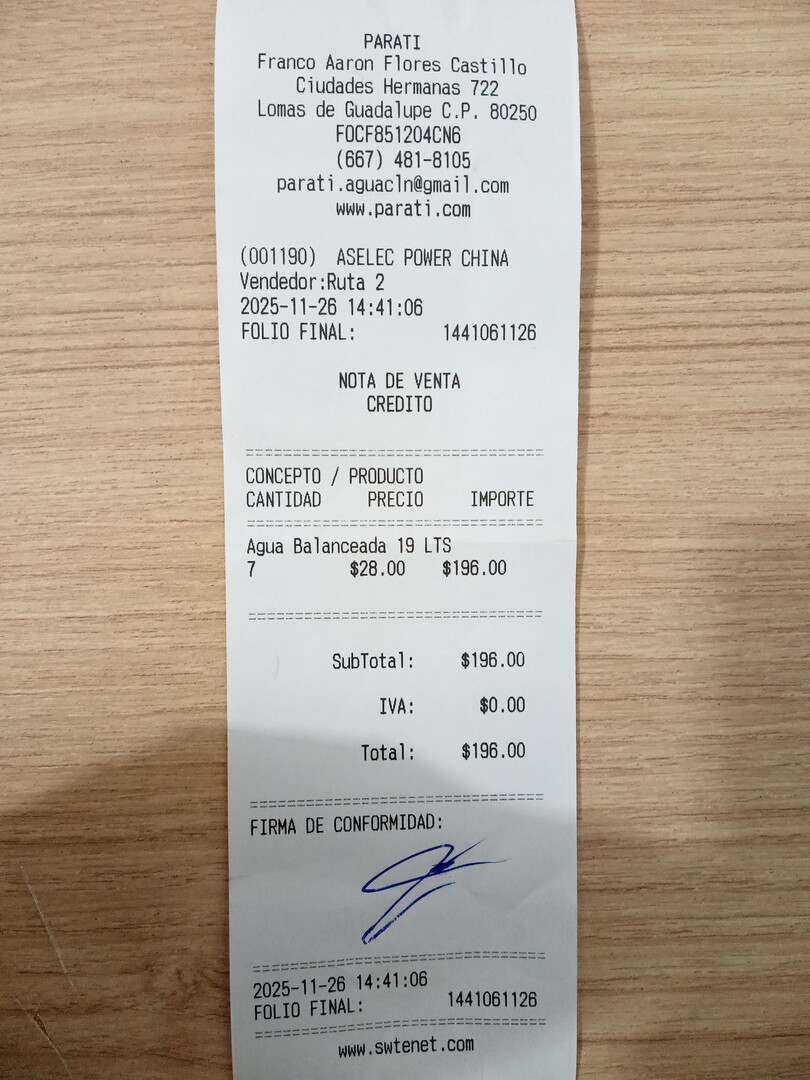 PARATI
Franco Aaron Flores Castillo
Ciudades Hermanas 722
Lomas de Guadalupe C.P. 80250
FOCF851204CN6
(667) 481-8105
parati.aguacln@gmail.com
www.parati.com
(001190) ASELEC POWER CHINA
Vendedor:Ruta 2
2025-11-26 14:41:06
FOLIO FINAL: 1441061126
NOTA DE VENTA
CREDITO
CONCEPTO / PRODUCTO
CANTIDAD PRECIO IMPORTE
Agua Balanceada 19 LTS
7 $28.00 $196.00
SubTotal: $196.00
IVA: $0.00
Total: $196.00
FIRMA DE CONFORMIDAD:
2025-11-26 14:41:06
FOLIO FINAL: 1441061126
www.swtenet.com